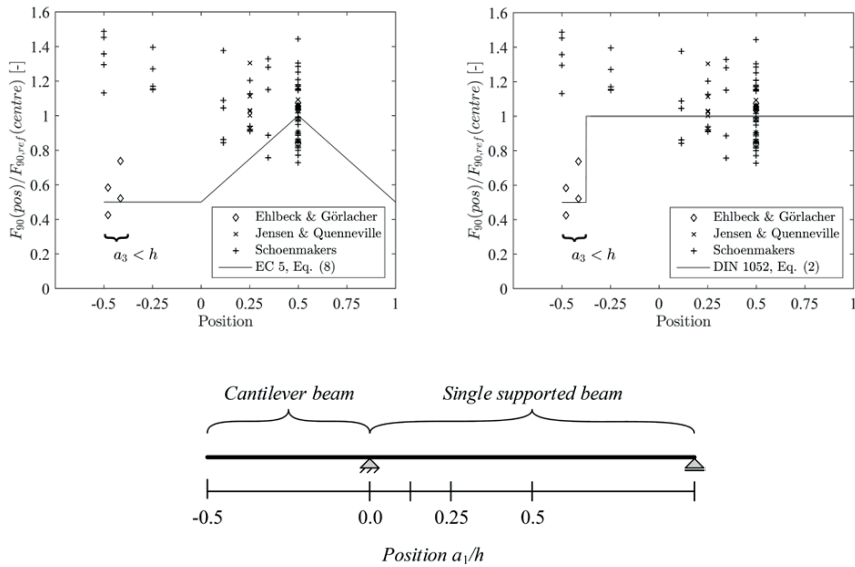 1.6
1.4
1.2
1
0.8
0.6
0.4
0.2
0
F90(pos)/F90,ref(centre) [-]
a3 < h
◇ Ehlbeck & Görlacher
× Jensen & Quenneville
+ Schoenmakers
EC 5, Eq. (8)
-0.5 -0.25 0 0.25 0.5 0.75 1
Position
1.6
1.4
1.2
1
0.8
0.6
0.4
0.2
0
F90(pos)/F90,ref(centre) [-]
a3 < h
◇ Ehlbeck & Görlacher
× Jensen & Quenneville
+ Schoenmakers
DIN 1052, Eq. (2)
-0.5 -0.25 0 0.25 0.5 0.75 1
Position
Cantilever beam Single supported beam
-0.5 0.0 0.25 0.5
Position a1/h